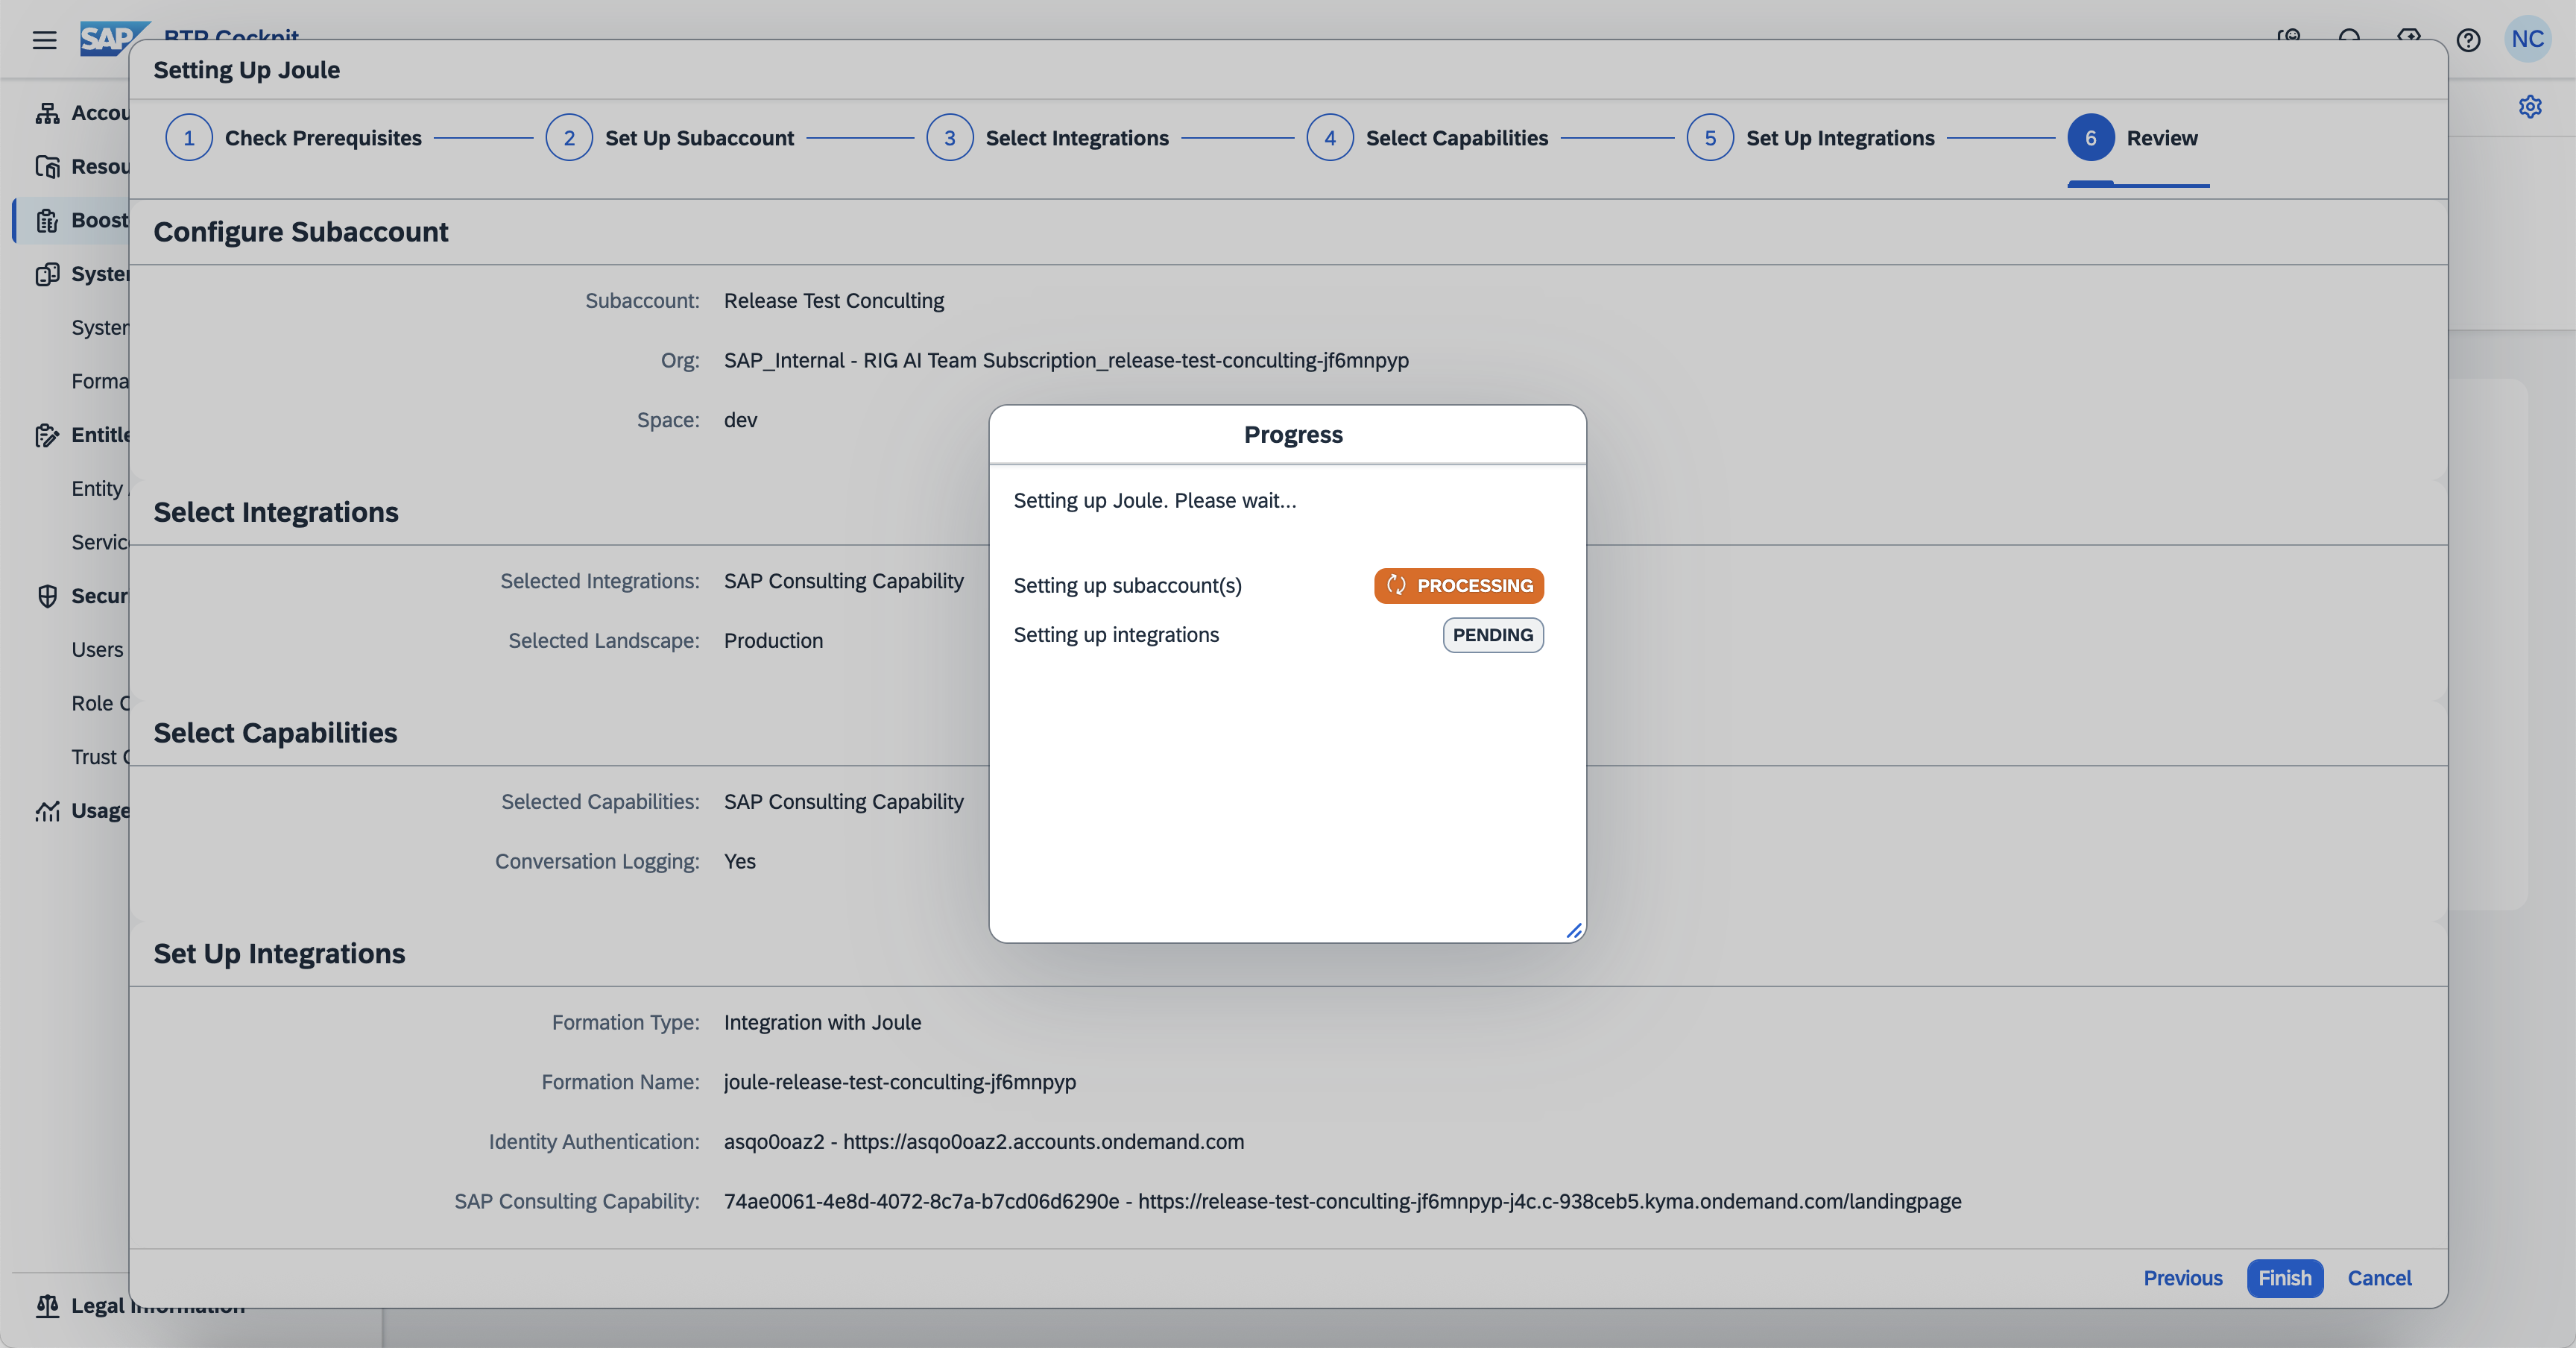 SAP BTP Cockpit
NC
Setting Up Joule
1 Check Prerequisites
2 Set Up Subaccount
3 Select Integrations
4 Select Capabilities
5 Set Up Integrations
6 Review
Accou
Resou
Boost
System
System
Forma
Entitle
Entity
Servic
Secur
Users
Role C
Trust C
Usage
Legal Information
Configure Subaccount
Subaccount: Release Test Conculting
Org: SAP_Internal - RIG AI Team Subscription_release-test-conculting-jf6mnpyp
Space: dev
Select Integrations
Selected Integrations: SAP Consulting Capability
Selected Landscape: Production
Select Capabilities
Selected Capabilities: SAP Consulting Capability
Conversation Logging: Yes
Set Up Integrations
Formation Type: Integration with Joule
Formation Name: joule-release-test-conculting-jf6mnpyp
Identity Authentication: asqo0oaz2 - https://asqo0oaz2.accounts.ondemand.com
SAP Consulting Capability: 74ae0061-4e8d-4072-8c7a-b7cd06d6290e - https://release-test-conculting-jf6mnpyp-j4c.c-938ceb5.kyma.ondemand.com/landingpage
Previous Finish Cancel
Progress
Setting up Joule. Please wait...
Setting up subaccount(s) PROCESSING
Setting up integrations PENDING